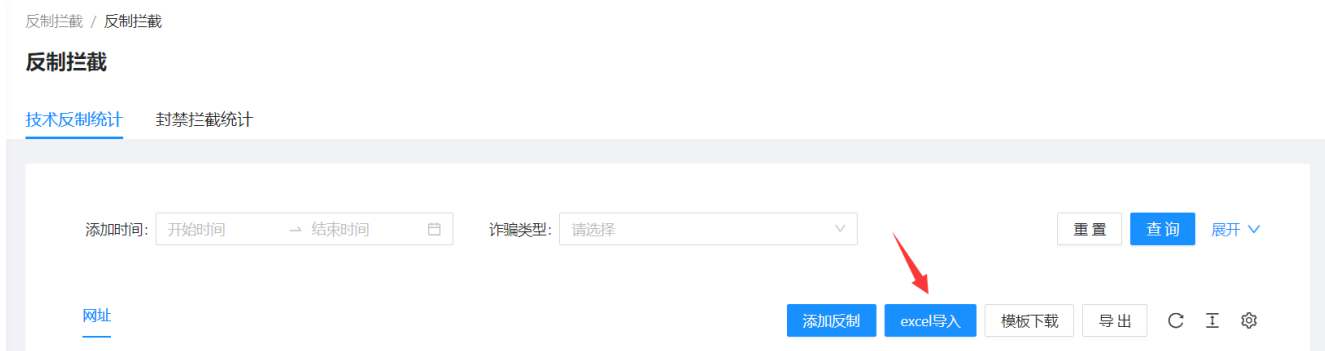 反制拦截 / 反制拦截
反制拦截
技术反制统计 封禁拦截统计
添加时间: 开始时间 → 结束时间 诈骗类型: 请选择 重置 查询 展开
网址 添加反制 excel导入 模板下载 导出